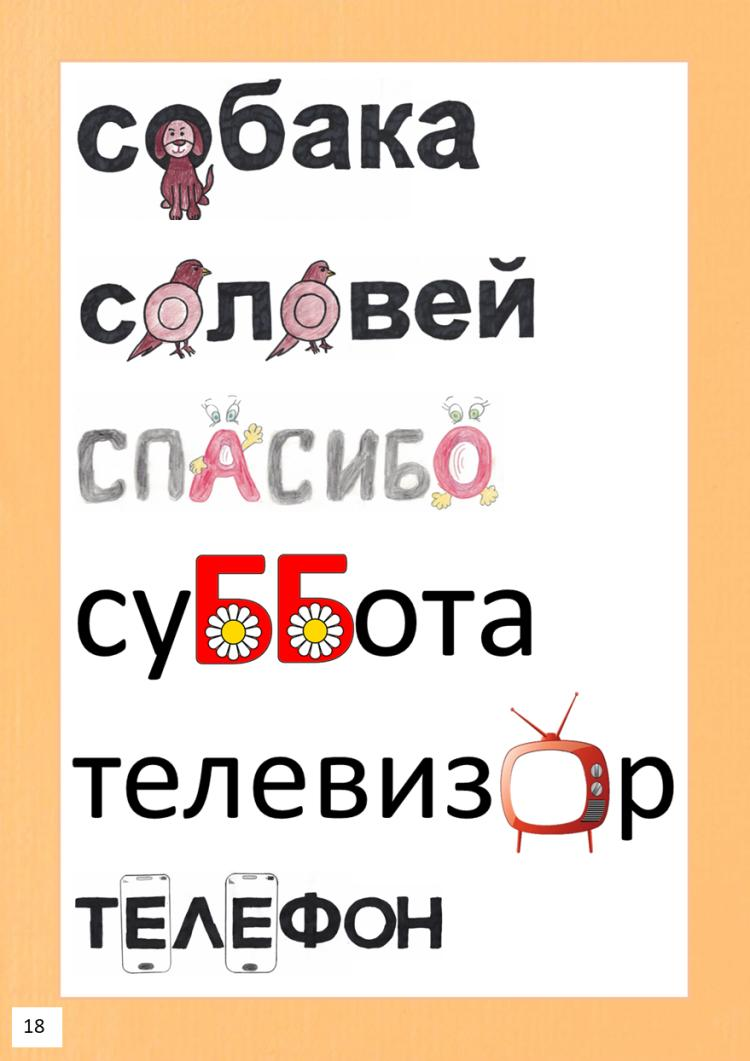 собака
соловей
СПАСИБО
суББота
телевизор
ТЕЛЕФОН
18